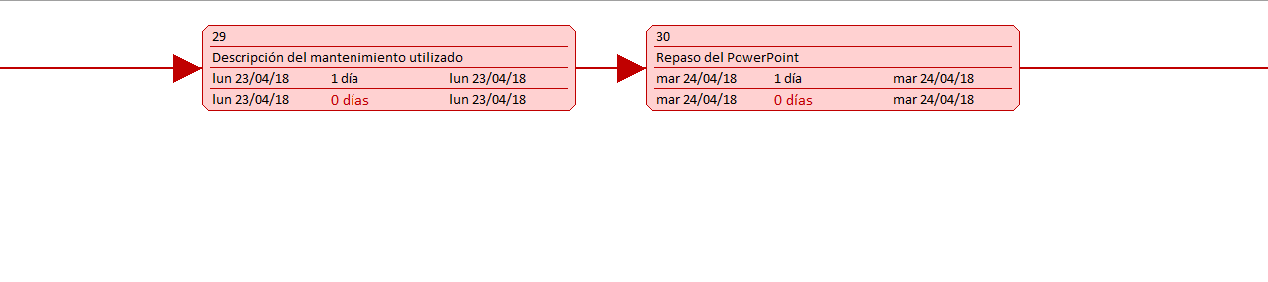 29
Descripción del mantenimiento utilizado
lun 23/04/18 1 día lun 23/04/18
lun 23/04/18 0 días lun 23/04/18
30
Repaso del PowerPoint
mar 24/04/18 1 día mar 24/04/18
mar 24/04/18 0 días mar 24/04/18